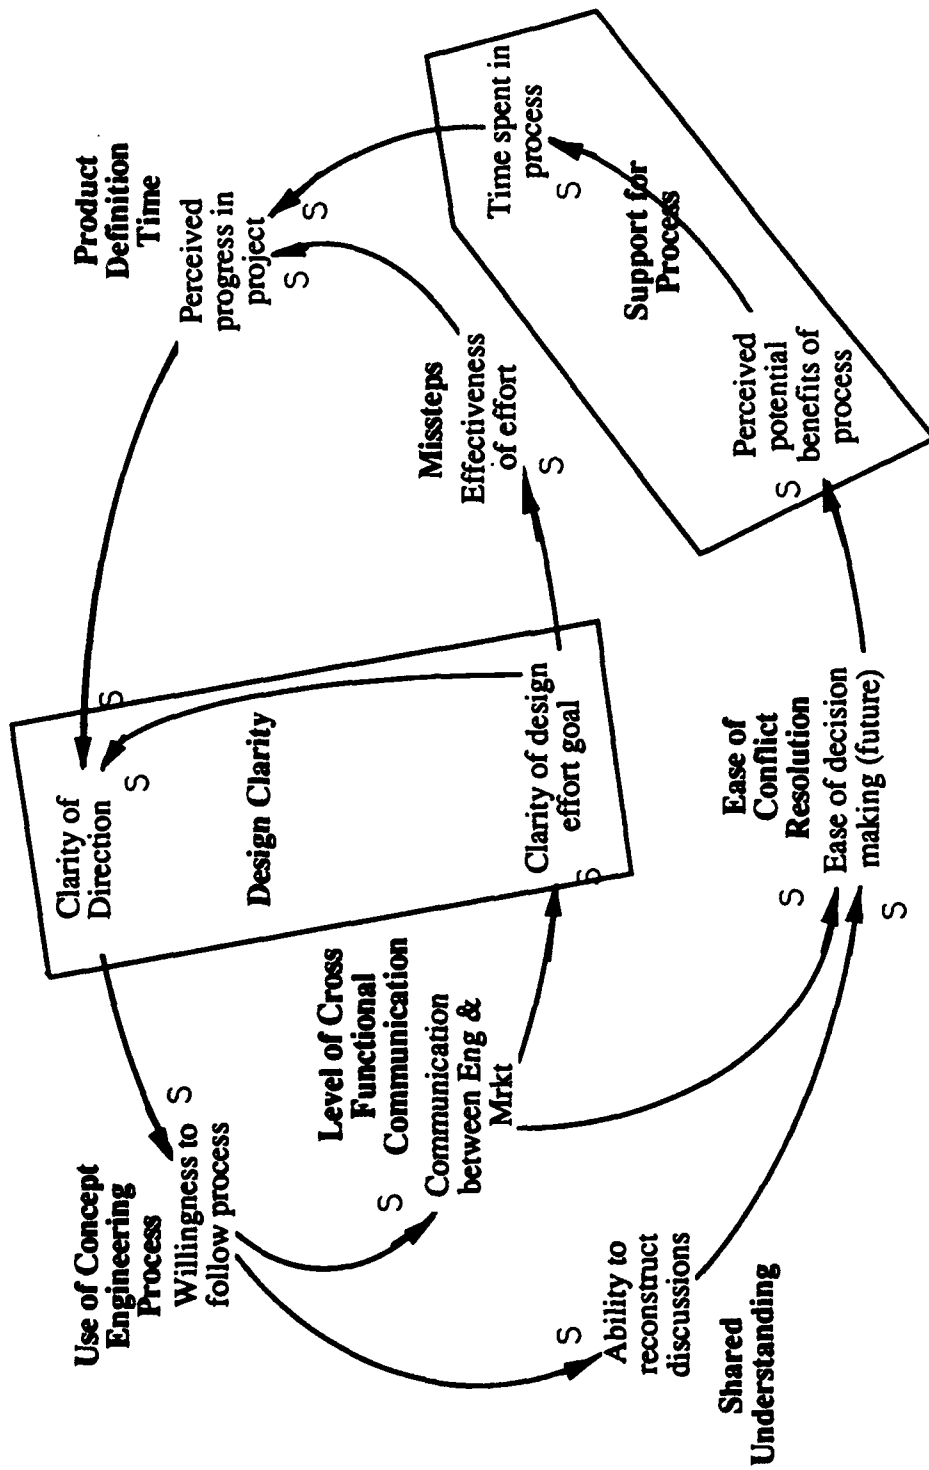 Use of Concept
Engineering
Process
Willingness to
follow process
S
Clarity of
Direction
S
S
Design Clarity
Clarity of design
effort goal
S
Product
Definition
Time
Perceived
progress in
project
S
S
Level of Cross
Functional
Communication
Communication
between Eng &
Mrkt
S
Missteps
Effectiveness
of effort
S
Time spent in
process
S
Support for
Process
Perceived
potential
benefits of
process
S
Ease of
Conflict
Resolution
Ease of decision
making (future)
S
S
S
Ability to
reconstruct
discussions
Shared
Understanding